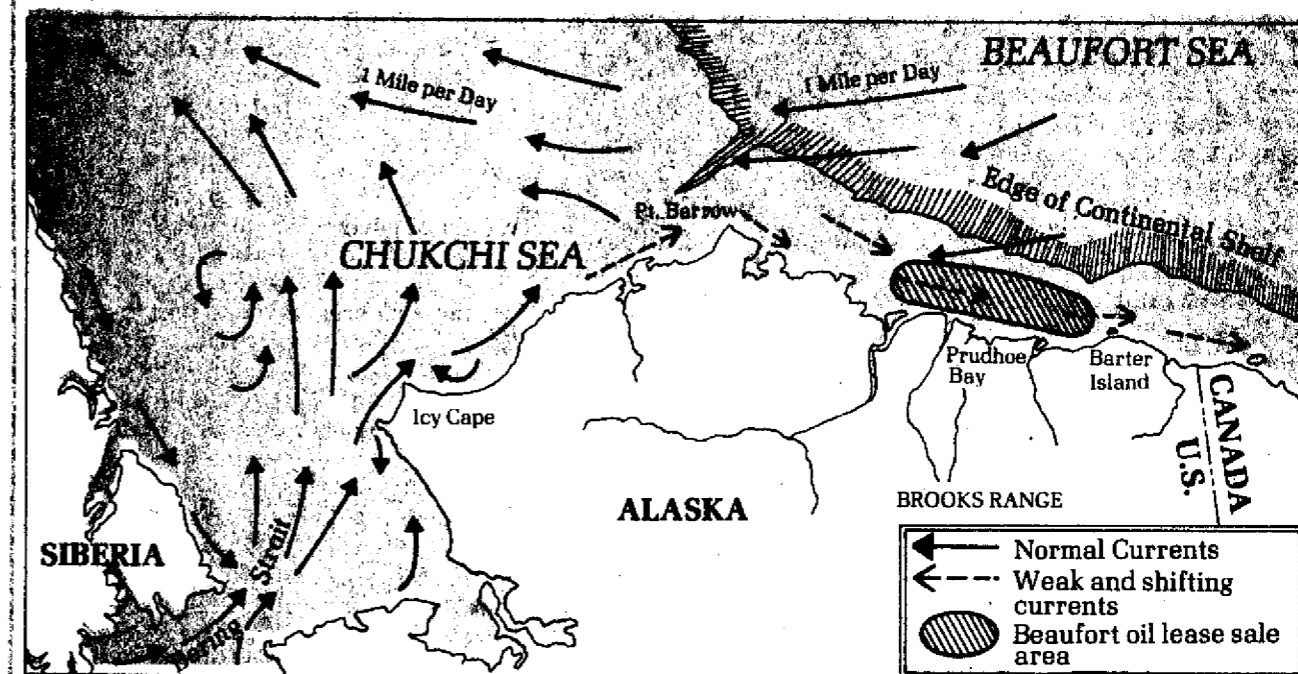 BEAUFORT SEA
1 Mile per Day
1 Mile per Day
Edge of Continental Shelf
Pt. Barrow
CHUKCHI SEA
Prudhoe
Bay
Barter
Island
Icy Cape
CANADA
U.S.
BROOKS RANGE
ALASKA
SIBERIA
Bering Strait
Normal Currents
Weak and shifting
currents
Beaufort oil lease sale
area